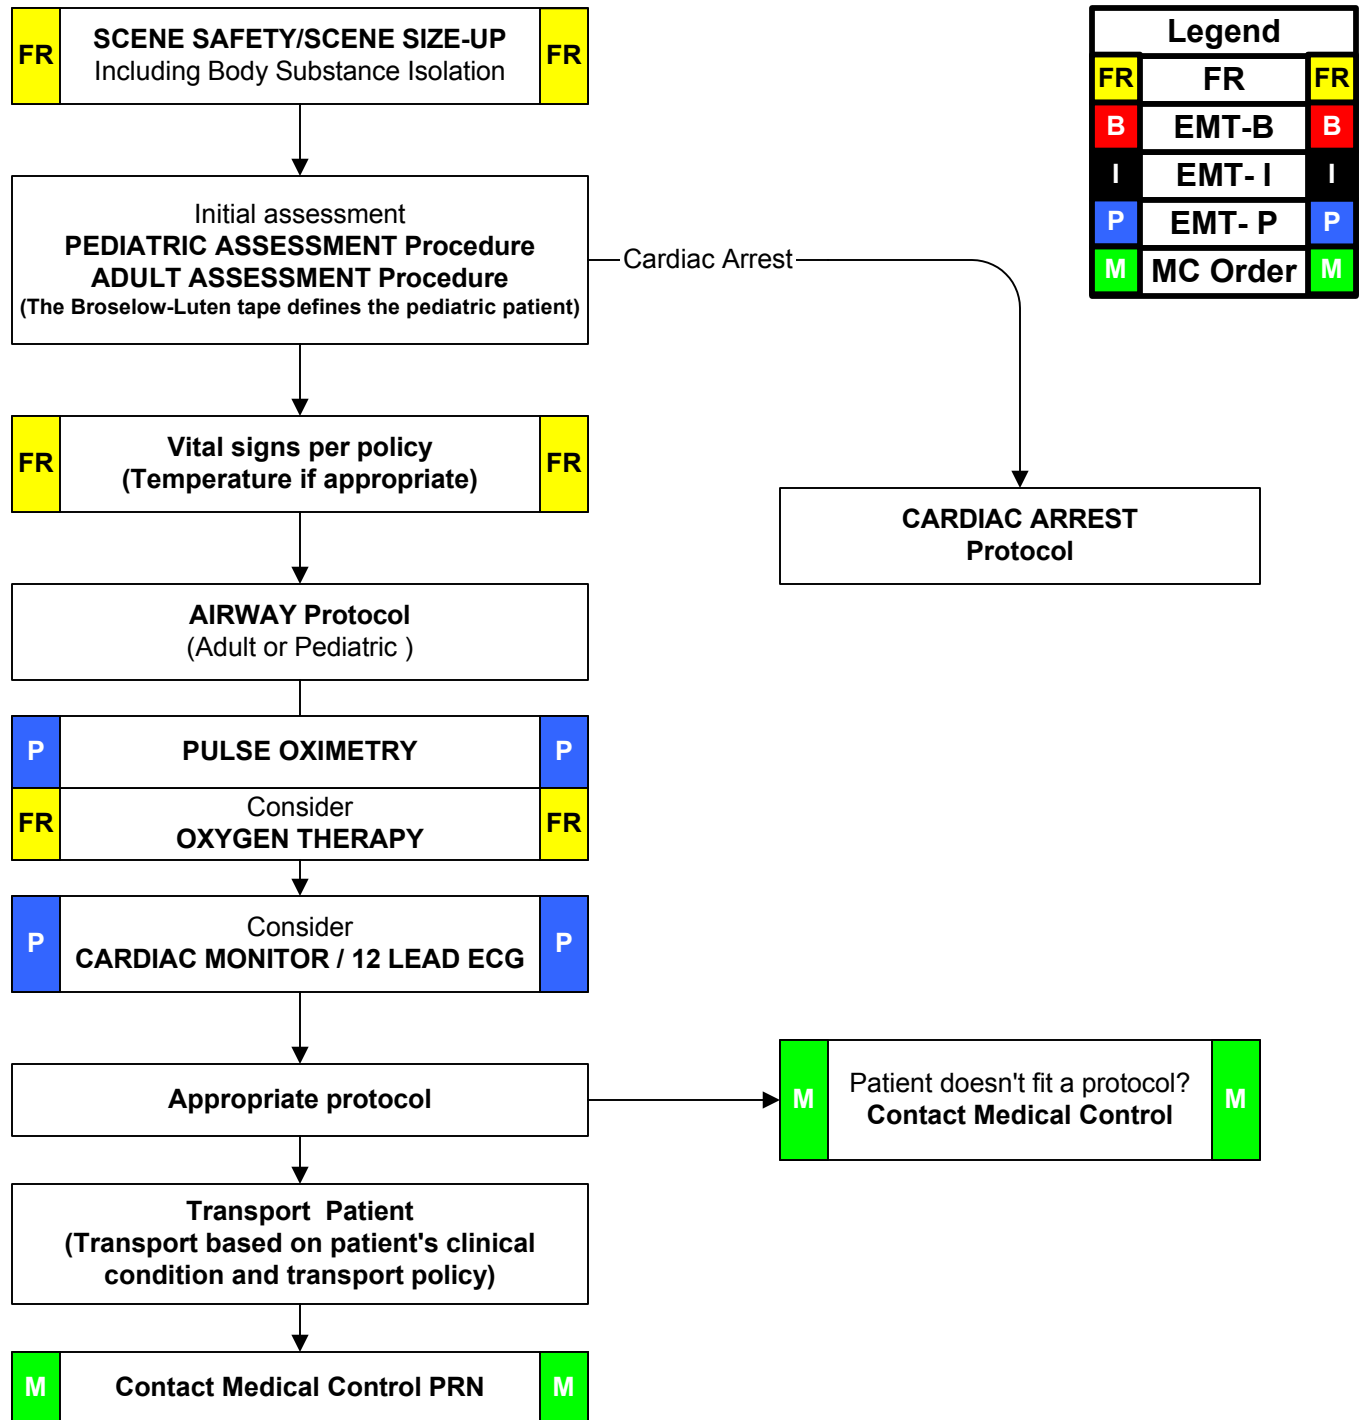 FR SCENE SAFETY/SCENE SIZE-UP FR
Including Body Substance Isolation
Legend
FR FR FR
B EMT-B B
I EMT- I I
P EMT- P P
M MC Order M
Initial assessment
PEDIATRIC ASSESSMENT Procedure
ADULT ASSESSMENT Procedure
(The Broselow-Luten tape defines the pediatric patient)
Cardiac Arrest
FR Vital signs per policy FR
(Temperature if appropriate)
CARDIAC ARREST
Protocol
AIRWAY Protocol
(Adult or Pediatric )
P PULSE OXIMETRY P
FR Consider FR
OXYGEN THERAPY
P Consider P
CARDIAC MONITOR / 12 LEAD ECG
Appropriate protocol
M Patient doesn't fit a protocol? M
Contact Medical Control
Transport  Patient
(Transport based on patient's clinical
condition and transport policy)
M Contact Medical Control PRN M